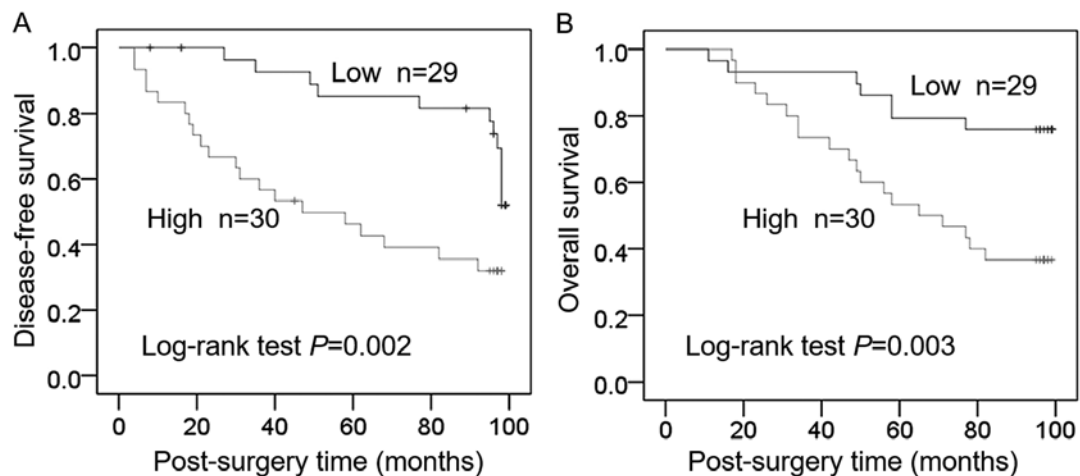 A
Disease-free survival
1.0
0.8
0.6
0.4
0.2
0.0
Low n=29
High n=30
Log-rank test P=0.002
0 20 40 60 80 100
Post-surgery time (months)
B
Overall survival
1.0
0.8
0.6
0.4
0.2
0.0
Low n=29
High n=30
Log-rank test P=0.003
0 20 40 60 80 100
Post-surgery time (months)